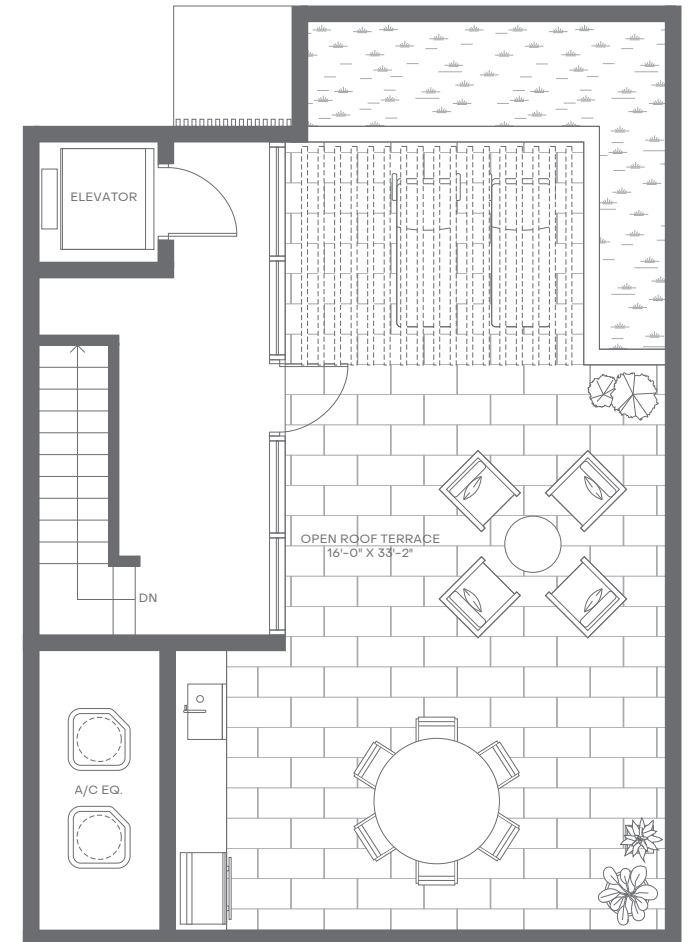 ELEVATOR
OPEN ROOF TERRACE
16'-0" X 33'-2"
DN
A/C EQ.